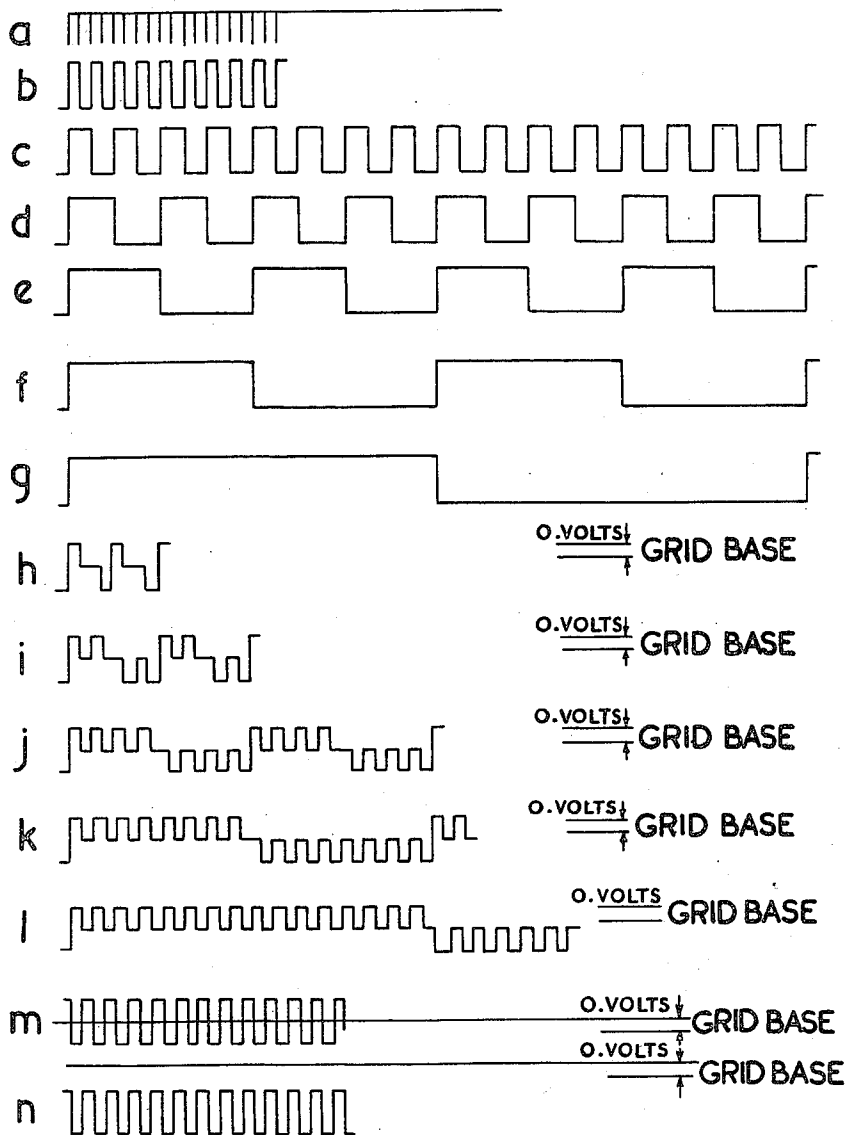 a
b
c
d
e
f
g
h O.VOLTS GRID BASE
i O.VOLTS GRID BASE
j O.VOLTS GRID BASE
k O.VOLTS GRID BASE
l O.VOLTS GRID BASE
m O.VOLTS GRID BASE
O.VOLTS GRID BASE
n